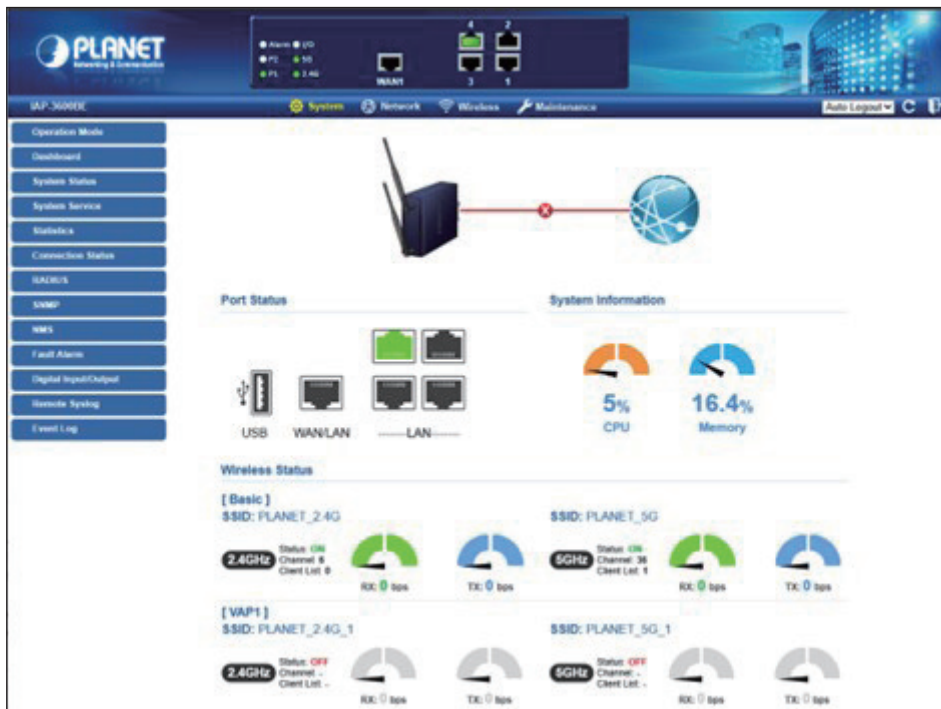 PLANET
Networking & Communication
Alarm I/O
P2 5G
P1 2.4G
WAN1
4 2
3 1
IAP-3600BE
System Network Wireless Maintenance
Auto Logout
Operation Mode
Dashboard
System Status
System Service
Statistics
Connection Status
RADIUS
SNMP
NMS
Fault Alarm
Digital Input/Output
Remote Syslog
Event Log
Port Status
USB
WAN/LAN
LAN
System Information
5%
CPU
16.4%
Memory
Wireless Status
[ Basic ]
SSID: PLANET_2.4G
2.4GHz
Status: ON
Channel: 6
Client List: 0
RX: 0 bps
TX: 0 bps
SSID: PLANET_5G
5GHz
Status: ON
Channel: 36
Client List: 1
RX: 0 bps
TX: 0 bps
[ VAP1 ]
SSID: PLANET_2.4G_1
2.4GHz
Status: OFF
Channel: -
Client List: -
RX: 0 bps
TX: 0 bps
SSID: PLANET_5G_1
5GHz
Status: OFF
Channel: -
Client List: -
RX: 0 bps
TX: 0 bps